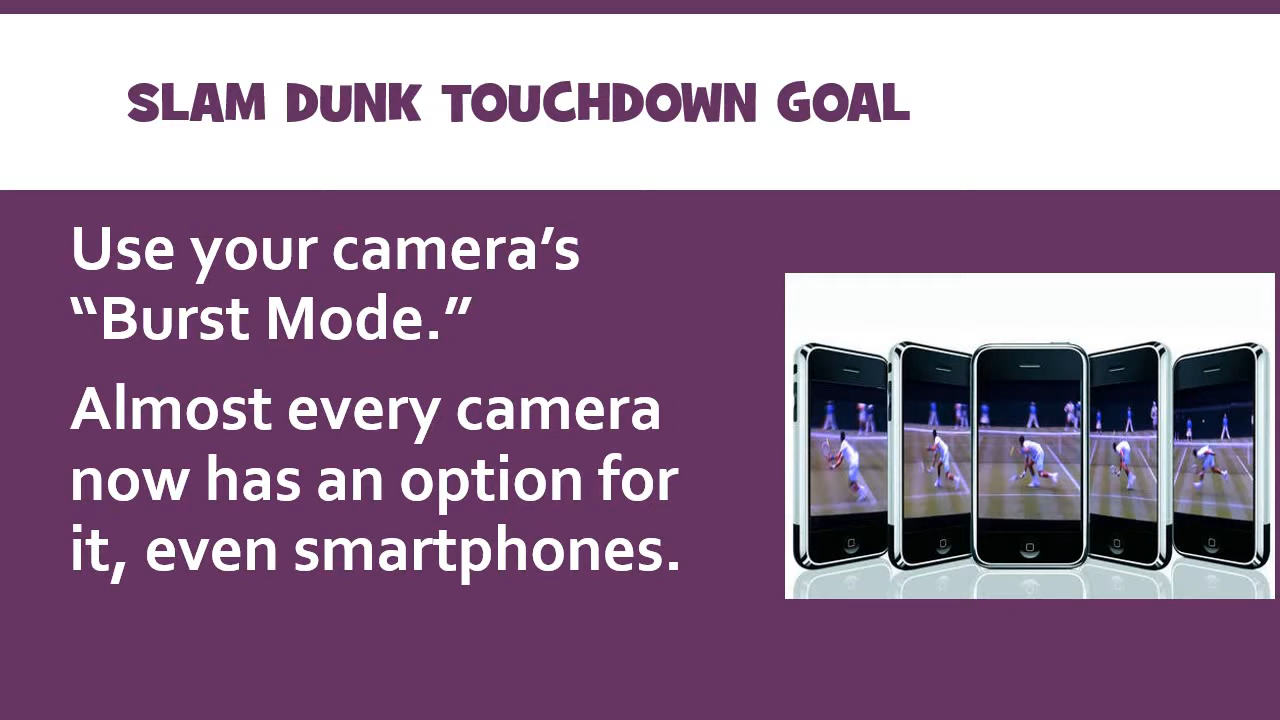 SLAM DUNK TOUCHDOWN GOAL
Use your camera’s
“Burst Mode.”
Almost every camera
now has an option for
it, even smartphones.